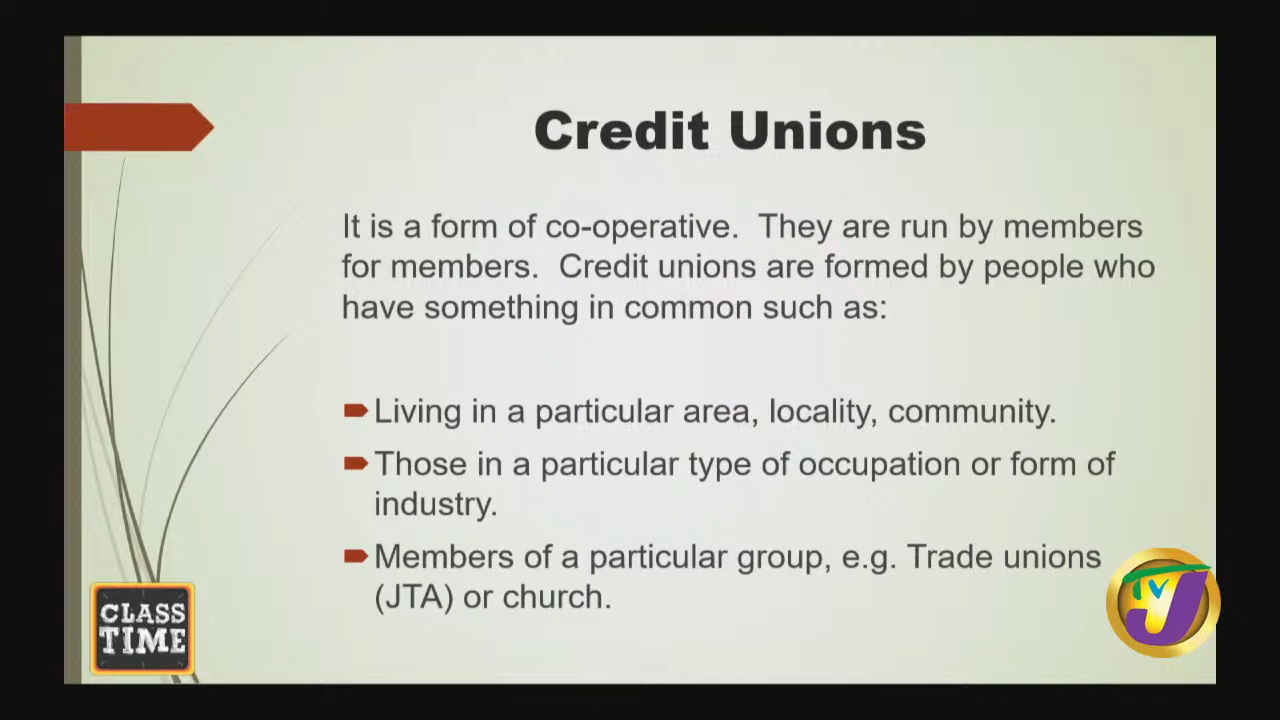 Credit Unions
It is a form of co-operative. They are run by members
for members. Credit unions are formed by people who
have something in common such as:
Living in a particular area, locality, community.
Those in a particular type of occupation or form of
industry.
Members of a particular group, e.g. Trade unions
(JTA) or church.
CLASS
TIME
TVJ